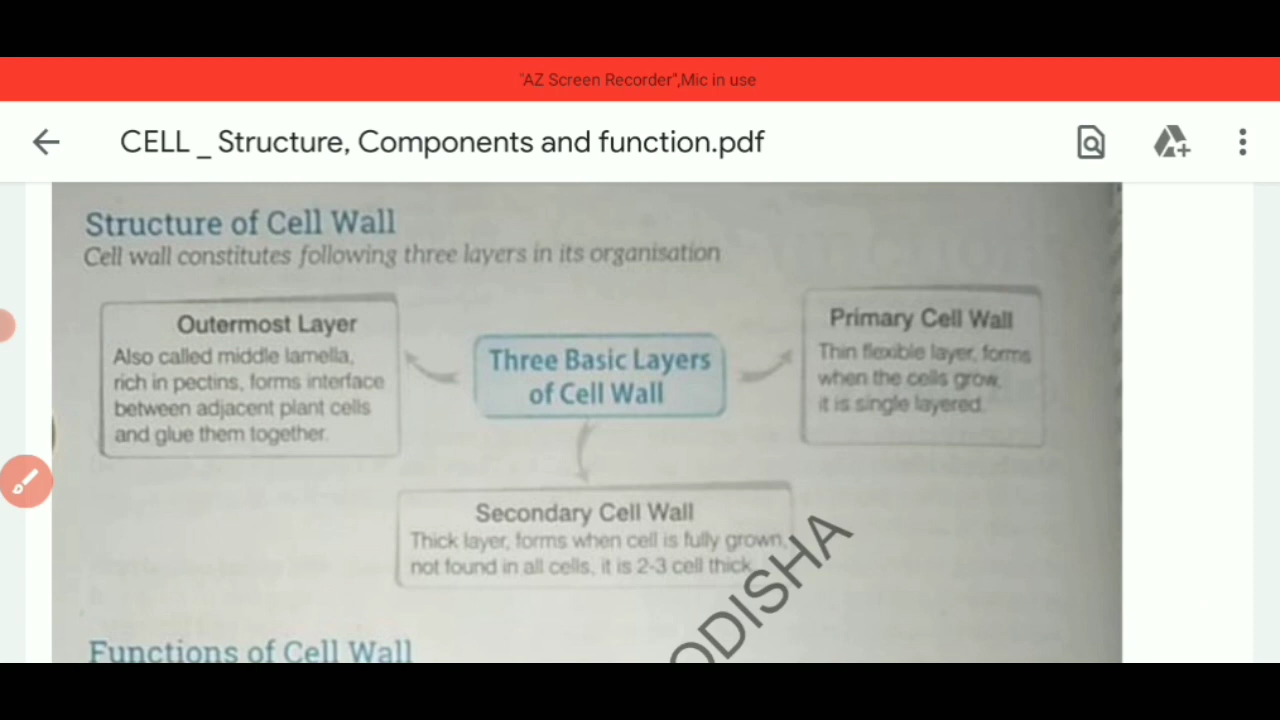 "AZ Screen Recorder",Mic in use
CELL _ Structure, Components and function.pdf
Structure of Cell Wall
Cell wall constitutes following three layers in its organisation
Outermost Layer
Also called middle lamella,
rich in pectins, forms interface
between adjacent plant cells
and glue them together.
Three Basic Layers
of Cell Wall
Primary Cell Wall
Thin flexible layer, forms
when the cells grow,
it is single layered.
Secondary Cell Wall
Thick layer, forms when cell is fully grown,
not found in all cells, it is 2-3 cell thick
ODISHA
Functions of Cell Wall